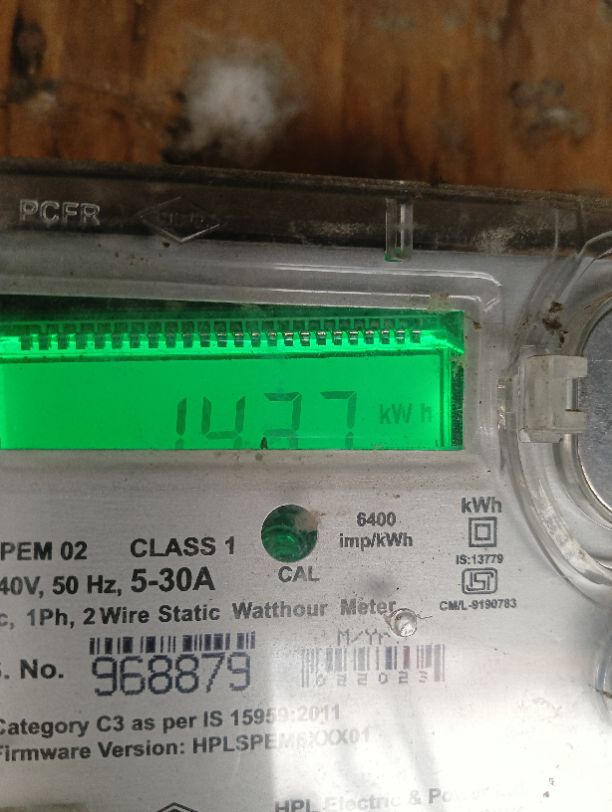 PCFR
1437 kWh
6400
imp/kWh
kWh
PEM 02 CLASS 1
CAL
IS:13779
CM/L-9190783
40V, 50 Hz, 5-30A
c, 1Ph, 2 Wire Static Watthour Meter
M/Yr
S. No. 968879
022023
Category C3 as per IS 15959:2011
Firmware Version: HPLSPEM
HPL Electric &